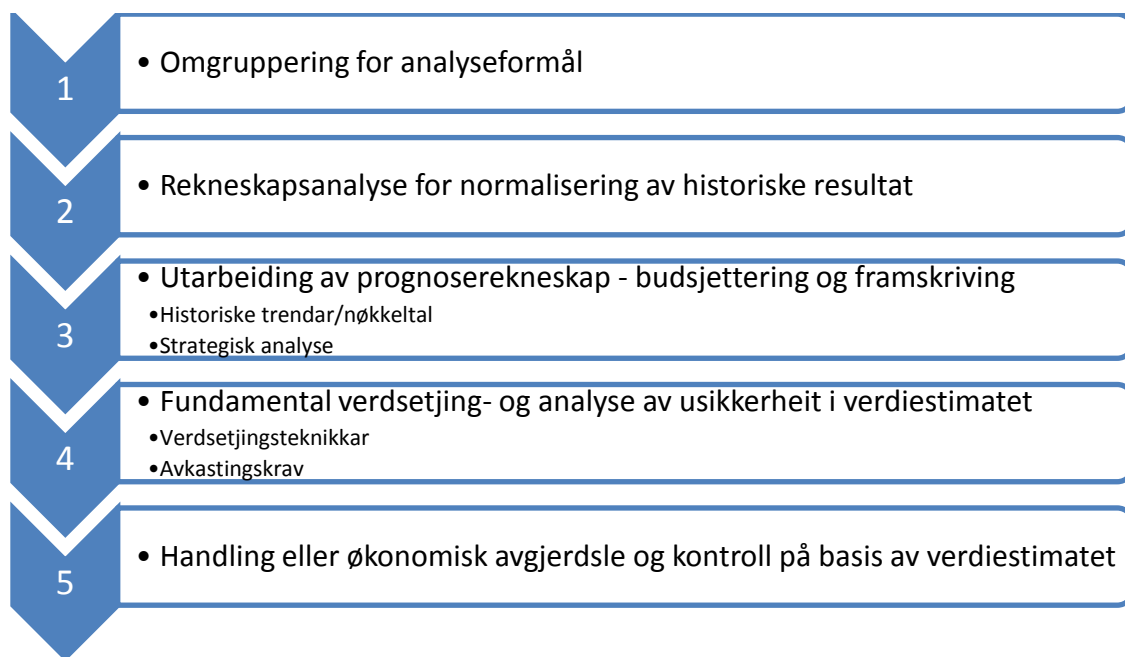 1
• Omgruppering for analyseformål
2
• Rekneskapsanalyse for normalisering av historiske resultat
3
• Utarbeiding av prognoserekneskap - budsjettering og framskriving
•Historiske trendar/nøkkeltal
•Strategisk analyse
4
• Fundamental verdsetjing- og analyse av usikkerheit i verdiestimatet
•Verdsetjingsteknikkar
•Avkastingskrav
5
• Handling eller økonomisk avgjerdsle og kontroll på basis av verdiestimatet